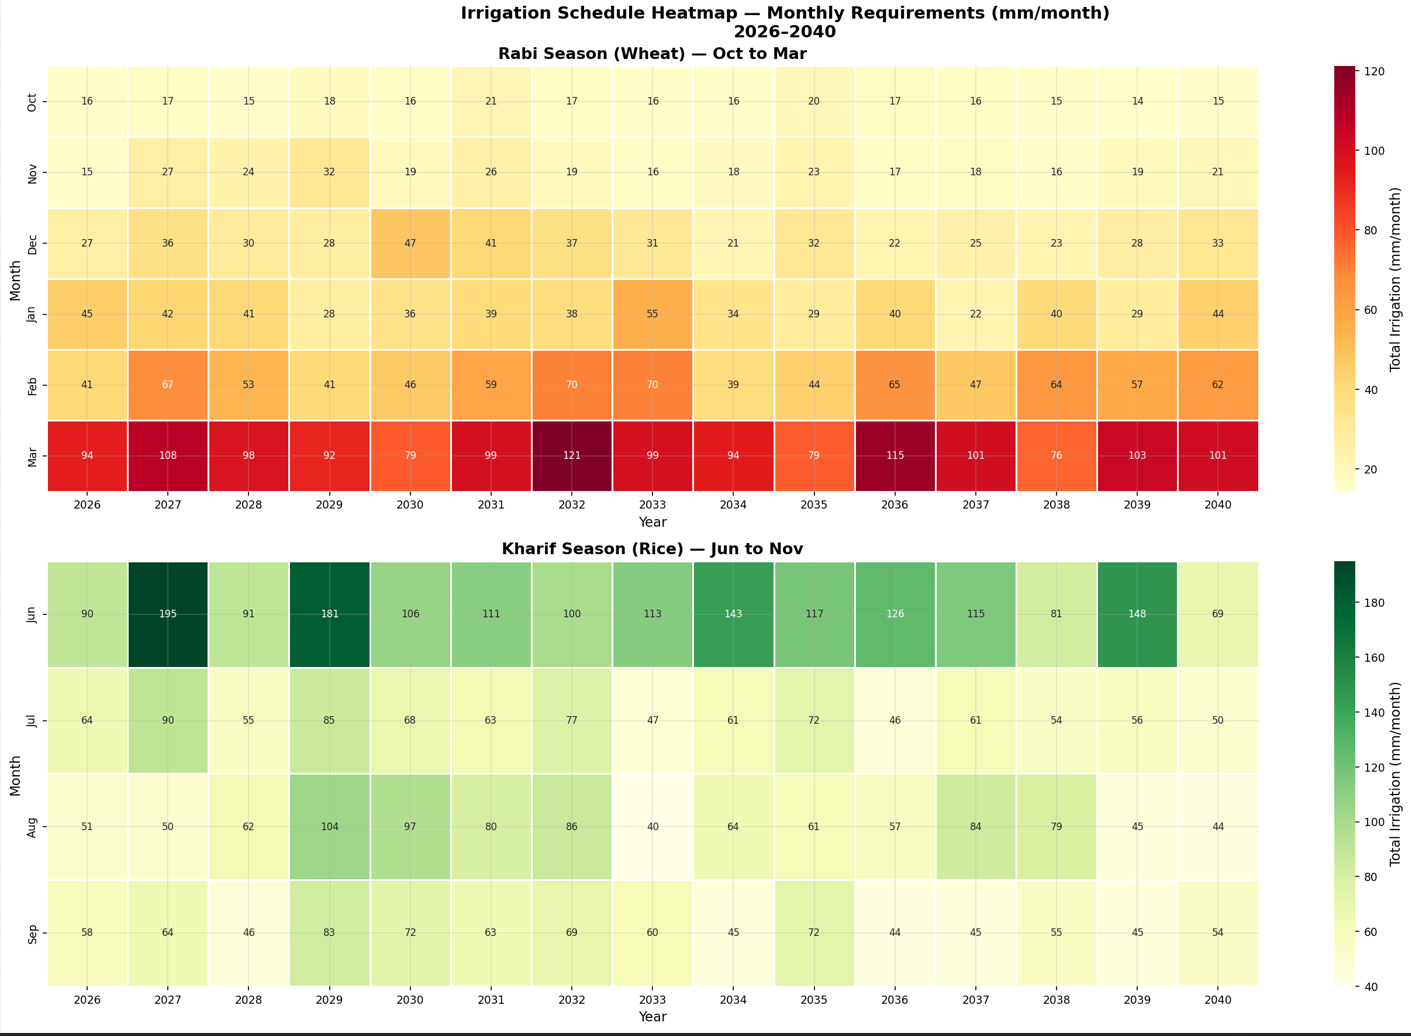 Irrigation Schedule Heatmap — Monthly Requirements (mm/month)
2026–2040
Rabi Season (Wheat) — Oct to Mar
Month
Oct 16 17 15 18 16 21 17 16 16 20 17 16 15 14 15
Nov 15 27 24 32 19 26 19 16 18 23 17 18 16 19 21
Dec 27 36 30 28 47 41 37 31 21 32 22 25 23 28 33
Jan 45 42 41 28 36 39 38 55 34 29 40 22 40 29 44
Feb 41 67 53 41 46 59 70 70 39 44 65 47 64 57 62
Mar 94 108 98 92 79 99 121 99 94 79 115 101 76 103 101
2026 2027 2028 2029 2030 2031 2032 2033 2034 2035 2036 2037 2038 2039 2040
Year
120
100
80
60
40
20
Total Irrigation (mm/month)
Kharif Season (Rice) — Jun to Nov
Month
Jun 90 195 91 181 106 111 100 113 143 117 126 115 81 148 69
Jul 64 90 55 85 68 63 77 47 61 72 46 61 54 56 50
Aug 51 50 62 104 97 80 86 40 64 61 57 84 79 45 44
Sep 58 64 46 83 72 63 69 60 45 72 44 45 55 45 54
2026 2027 2028 2029 2030 2031 2032 2033 2034 2035 2036 2037 2038 2039 2040
Year
180
160
140
120
100
80
60
40
Total Irrigation (mm/month)